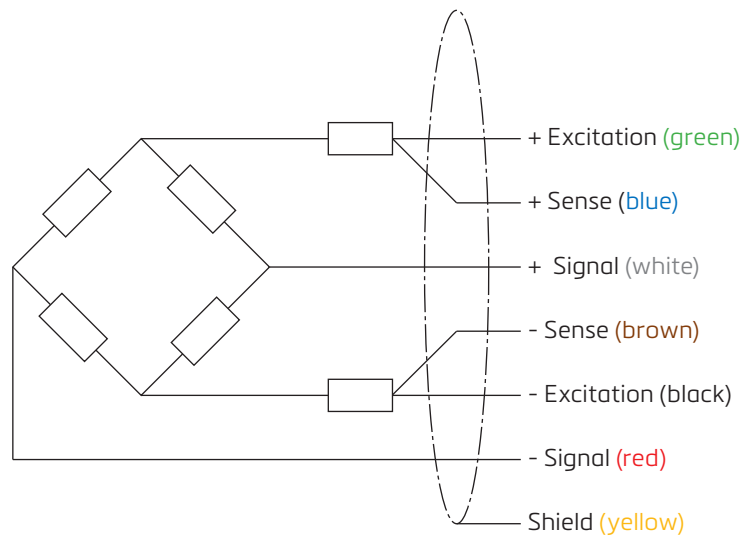 + Excitation (green)
+ Sense (blue)
+ Signal (white)
- Sense (brown)
- Excitation (black)
- Signal (red)
Shield (yellow)